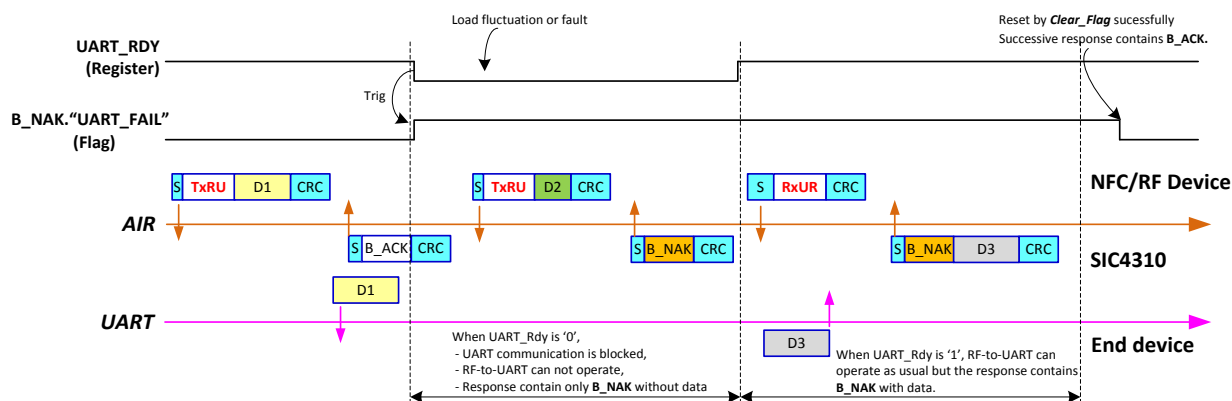 Load fluctuation or fault
Reset by Clear_Flag sucessfully
Successive response contains B_ACK.
UART_RDY
(Register)
Trig
B_NAK.“UART_FAIL”
(Flag)
S TxRU D1 CRC
S TxRU D2 CRC
S RxUR CRC
NFC/RF Device
AIR
S B_ACK CRC
S B_NAK CRC
S B_NAK D3 CRC
SIC4310
D1
UART
D3
End device
When UART_Rdy is ‘0’,
- UART communication is blocked,
- RF-to-UART can not operate,
- Response contain only B_NAK without data
When UART_Rdy is ‘1’, RF-to-UART can
operate as usual but the response contains
B_NAK with data.